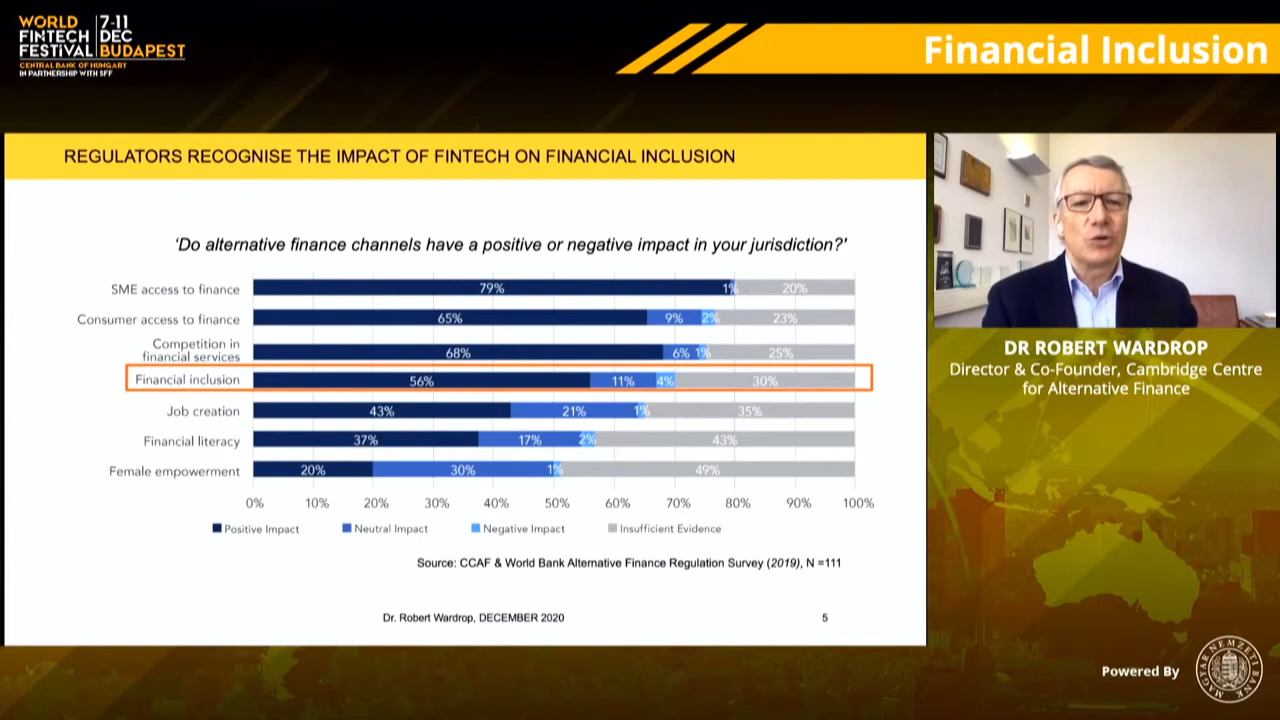 WORLD
FINTECH
FESTIVAL
7-11
DEC
BUDAPEST
CENTRAL BANK OF HUNGARY
IN PARTNERSHIP WITH SFF
Financial Inclusion
REGULATORS RECOGNISE THE IMPACT OF FINTECH ON FINANCIAL INCLUSION
'Do alternative finance channels have a positive or negative impact in your jurisdiction?'
SME access to finance 79% 1% 20%
Consumer access to finance 65% 9% 2% 23%
Competition in
financial services 68% 6% 1% 25%
Financial inclusion 56% 11% 4% 30%
Job creation 43% 21% 1% 35%
Financial literacy 37% 17% 2% 43%
Female empowerment 20% 30% 1% 49%
0% 10% 20% 30% 40% 50% 60% 70% 80% 90% 100%
Positive Impact Neutral Impact Negative Impact Insufficient Evidence
Source: CCAF & World Bank Alternative Finance Regulation Survey (2019), N =111
Dr. Robert Wardrop, DECEMBER 2020 5
DR ROBERT WARDROP
Director & Co-Founder, Cambridge Centre
for Alternative Finance
Powered By
MAGYAR NEMZETI BANK